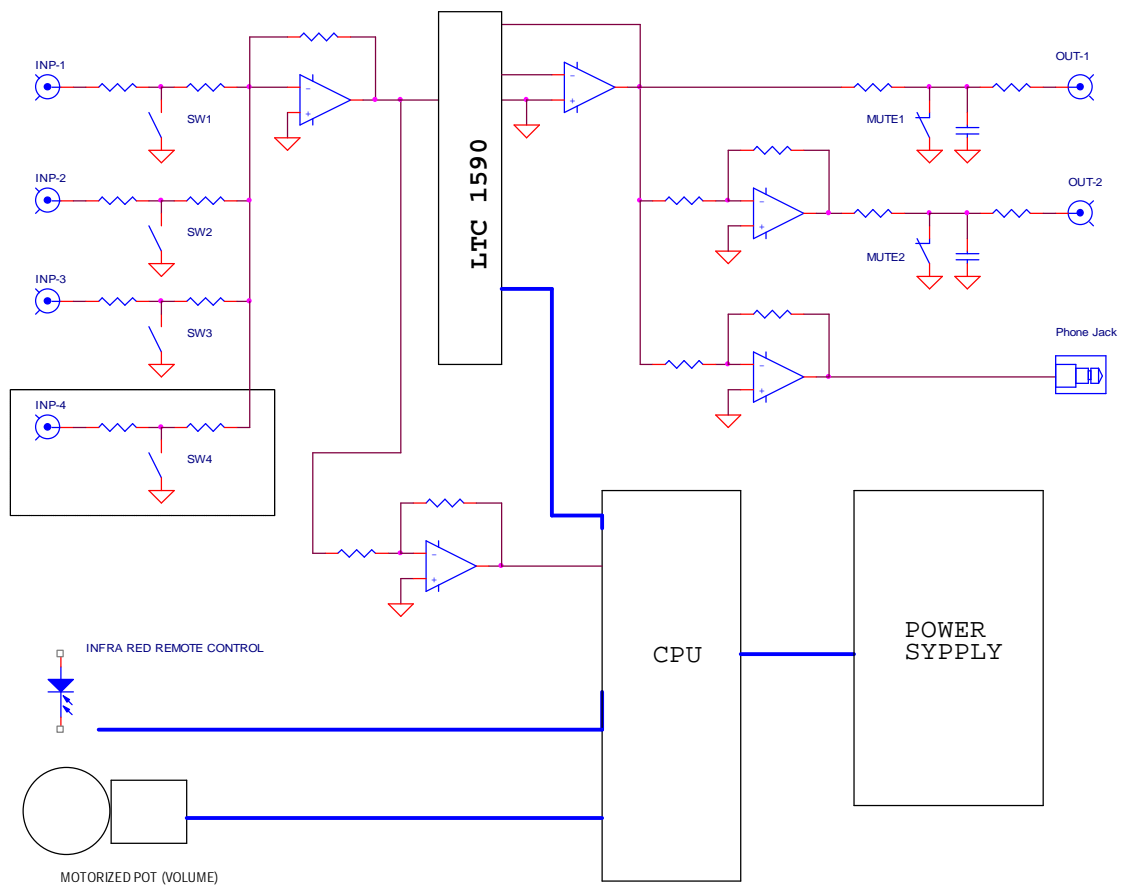 INP-1
SW1
INP-2
SW2
INP-3
SW3
INP-4
SW4
LTC 1590
OUT-1
MUTE1
OUT-2
MUTE2
Phone Jack
CPU
POWER
SYPPLY
INFRA RED REMOTE CONTROL
MOTORIZED POT (VOLUME)